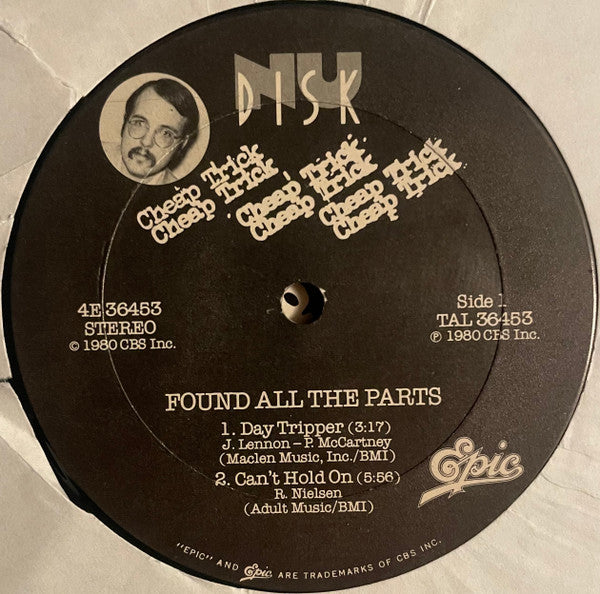 NU
DISK
Cheap Trick Cheap Trick Cheap Trick
Cheap Trick Cheap Trick Cheap Trick
4E 36453
STEREO
© 1980 CBS Inc.
Side 1
TAL 36453
℗ 1980 CBS Inc.
FOUND ALL THE PARTS
1. Day Tripper (3:17)
J. Lennon – P. McCartney
(Maclen Music, Inc./BMI)
2. Can't Hold On (5:56)
R. Nielsen
(Adult Music/BMI)
Epic
"EPIC" AND Epic ARE TRADEMARKS OF CBS INC.